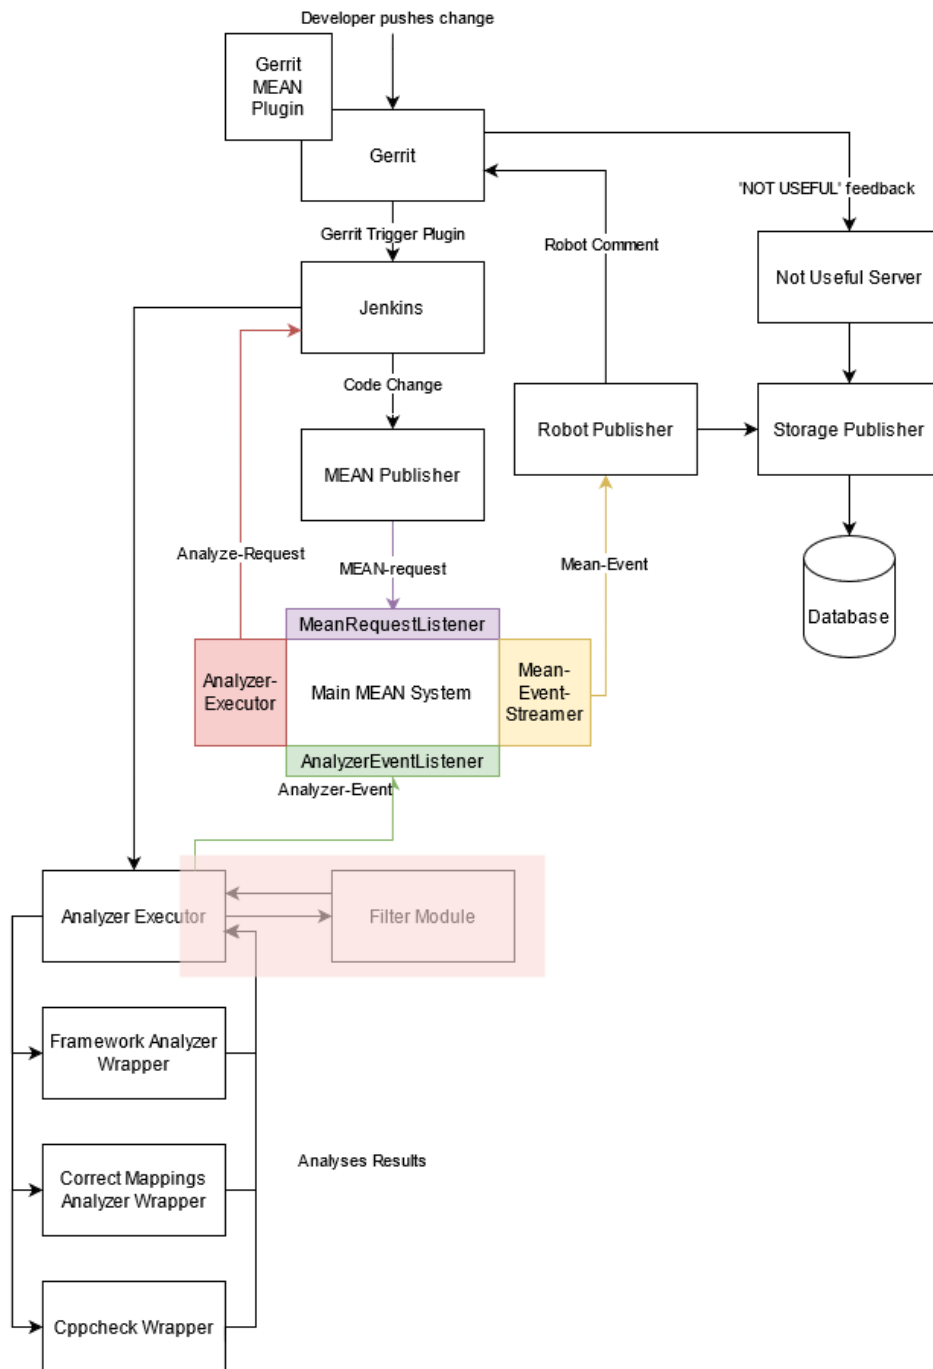 Developer pushes change
Gerrit
MEAN
Plugin
Gerrit
'NOT USEFUL' feedback
Gerrit Trigger Plugin
Robot Comment
Not Useful Server
Jenkins
Code Change
Robot Publisher
Storage Publisher
MEAN Publisher
Analyze-Request
MEAN-request
Mean-Event
Database
MeanRequestListener
Analyzer-
Executor
Main MEAN System
Mean-
Event-
Streamer
AnalyzerEventListener
Analyzer-Event
Analyzer Executor
Filter Module
Framework Analyzer
Wrapper
Analyses Results
Correct Mappings
Analyzer Wrapper
Cppcheck Wrapper